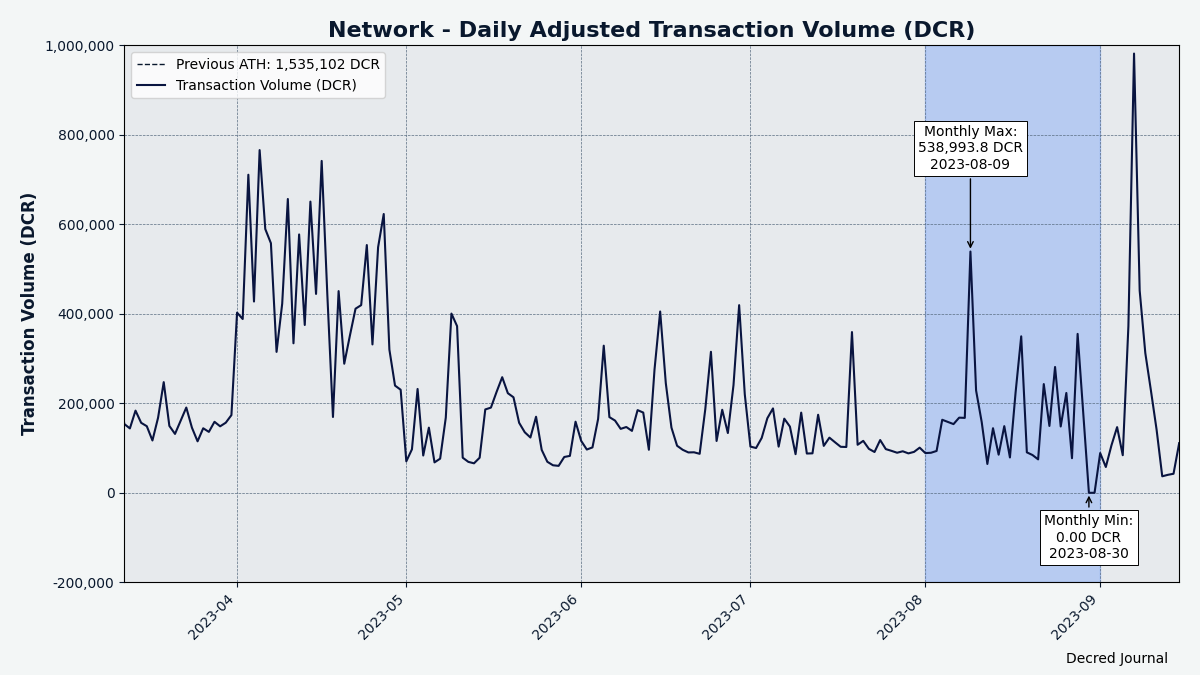 Network - Daily Adjusted Transaction Volume (DCR)
Previous ATH: 1,535,102 DCR
Transaction Volume (DCR)
Transaction Volume (DCR)
1,000,000
800,000
600,000
400,000
200,000
0
-200,000
Monthly Max:
538,993.8 DCR
2023-08-09
Monthly Min:
0.00 DCR
2023-08-30
2023-04
2023-05
2023-06
2023-07
2023-08
2023-09
Decred Journal